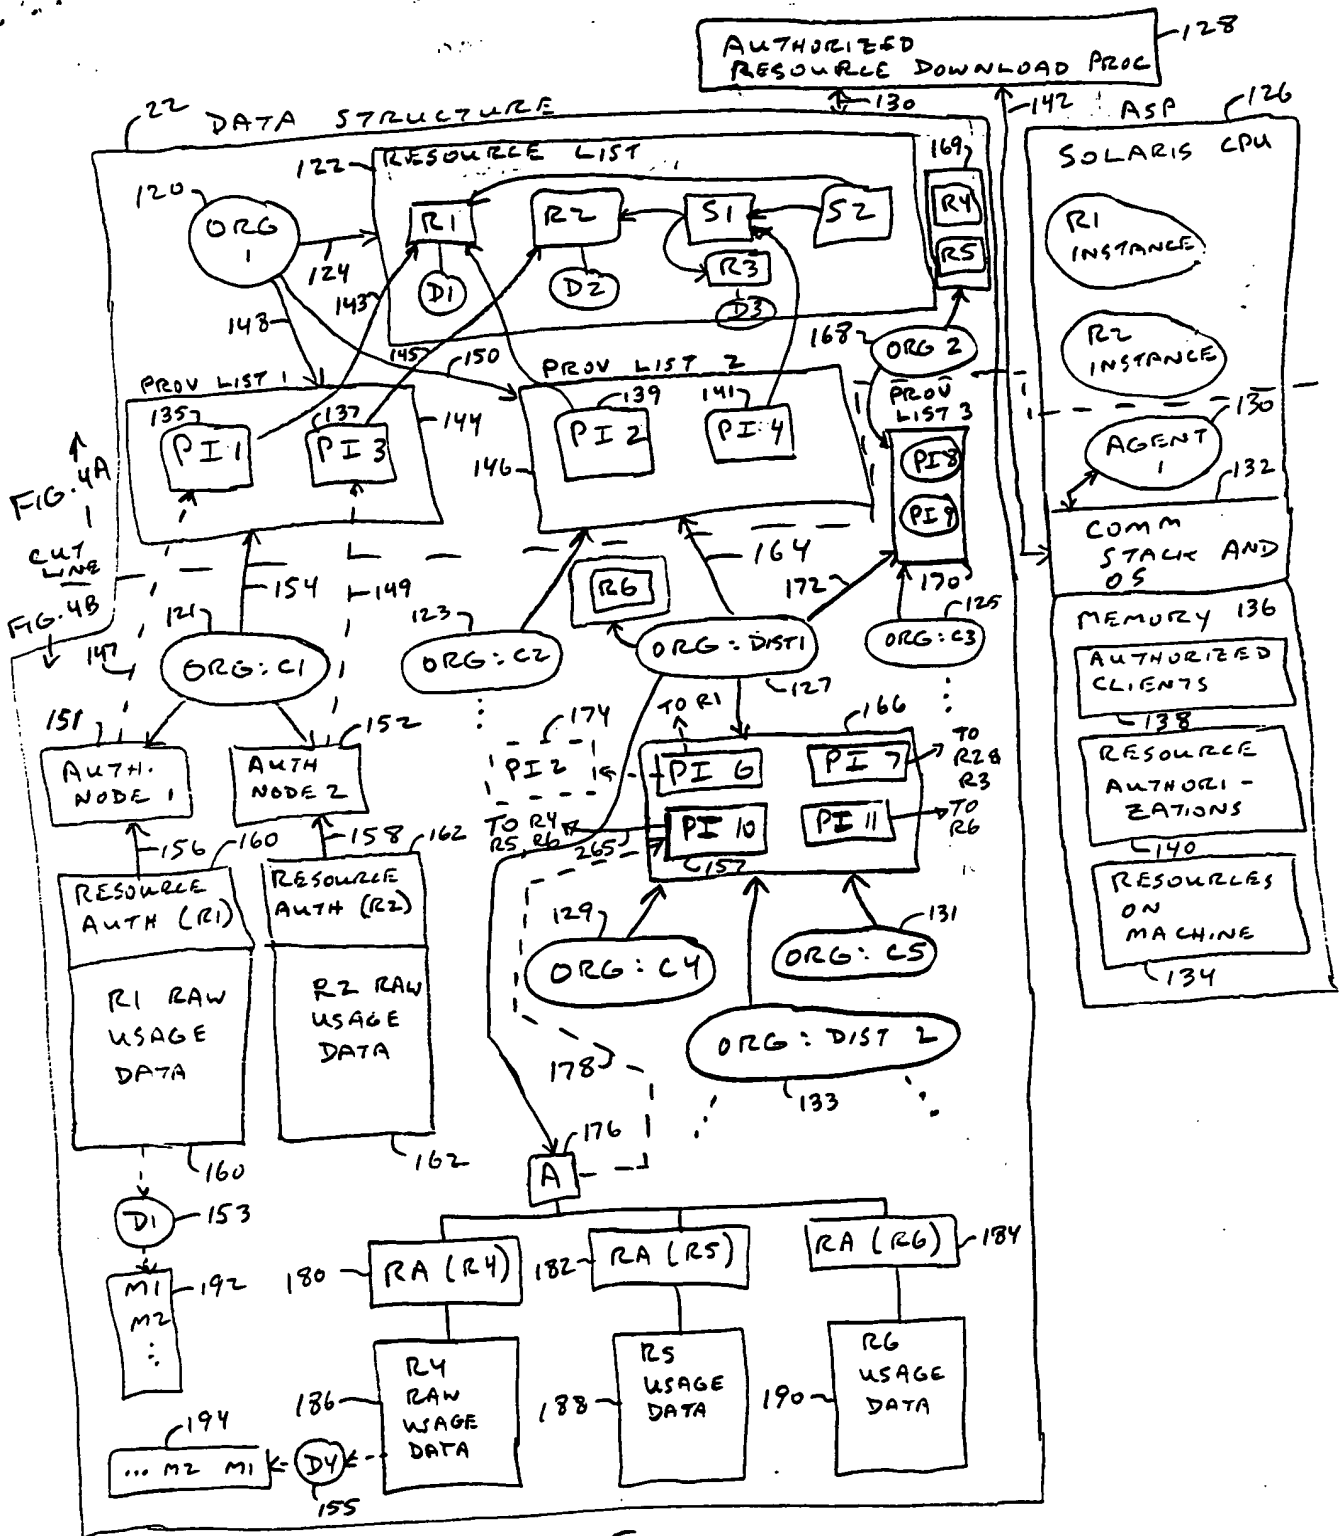 AUTHORIZED
RESOURCE DOWNLOAD PROC
128
130
142
ASP
126
22
DATA STRUCTURE
122
RESOURCE LIST
169
SOLARIS CPU
120
ORG
1
R1
R2
S1
S2
R4
R5
R1
INSTANCE
124
D1
D2
R3
D3
143
148
145
150
168
ORG 2
R2
INSTANCE
PROV LIST 1
PROV LIST 2
PROV
LIST 3
135
137
139
141
144
130
PI 1
PI 3
PI 2
PI 4
PI 8
PI 9
AGENT
1
146
132
FIG. 4A
CUT
LINE
FIG. 4B
COMM
STACK AND
OS
154
149
164
172
170
R6
121
123
125
MEMORY 136
147
ORG: C1
ORG: C2
ORG: DIST1
ORG: C3
AUTHORIZED
CLIENTS
127
138
151
152
174
TO R1
166
AUTH.
NODE 1
AUTH
NODE 2
PI 2
PI 6
PI 7
TO
R2 &
R3
RESOURCE
AUTHORI-
ZATIONS
TO R4
R5, R6
PI 10
PI 11
TO
R6
156
160
158
162
265
157
140
RESOURCE
AUTH (R1)
RESOURCE
AUTH (R2)
RESOURCES
ON
MACHINE
129
131
134
ORG: C4
ORG: C5
R1 RAW
USAGE
DATA
R2 RAW
USAGE
DATA
ORG: DIST 2
178
133
160
162
176
A
D1
153
180
RA (R4)
182
RA (R5)
RA (R6)
184
M1
M2
192
R4
RAW
USAGE
DATA
R5
USAGE
DATA
R6
USAGE
DATA
186
188
190
194
... M2 M1
D4
155